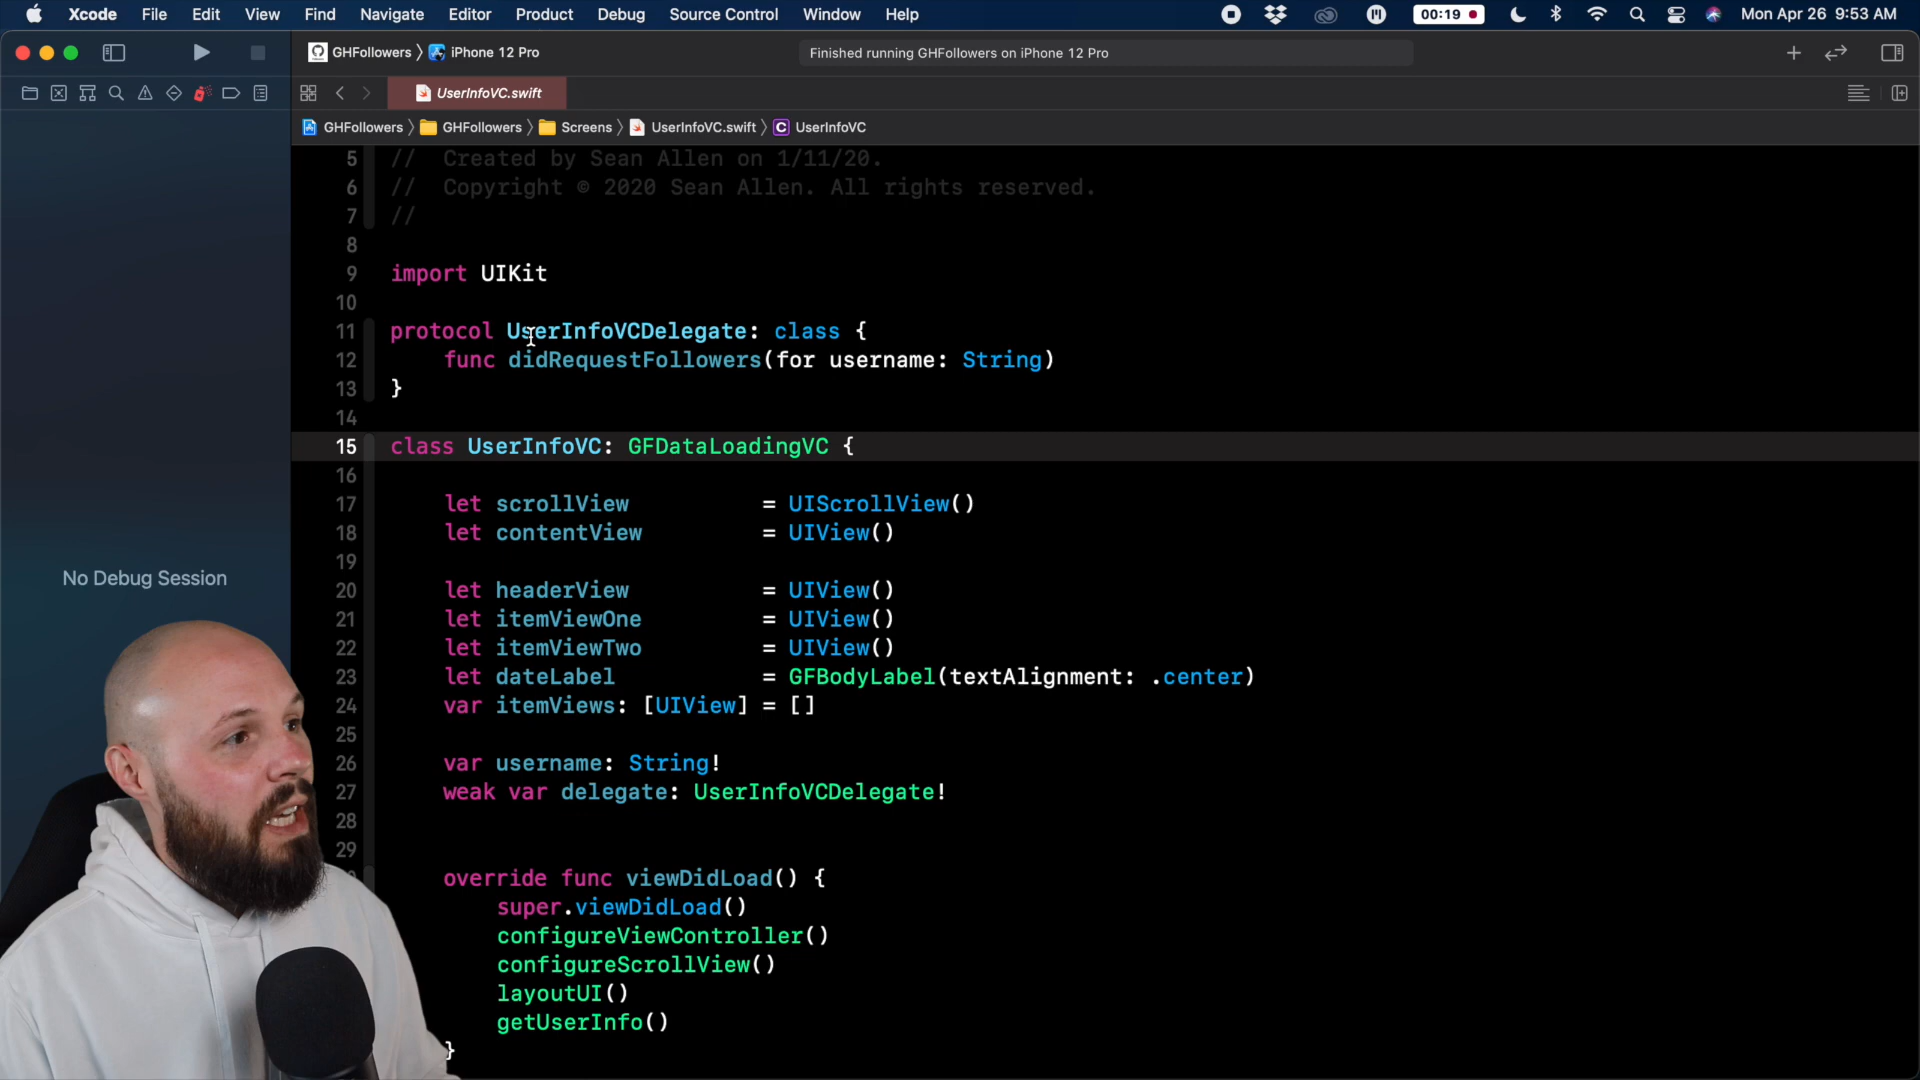 Xcode File Edit View Find Navigate Editor Product Debug Source Control Window Help 00:19 Mon Apr 26 9:53 AM
GHFollowers iPhone 12 Pro Finished running GHFollowers on iPhone 12 Pro
UserInfoVC.swift
GHFollowers GHFollowers Screens UserInfoVC.swift C UserInfoVC
5 // Created by Sean Allen on 1/11/20.
6 // Copyright © 2020 Sean Allen. All rights reserved.
7 //
8
9 import UIKit
10
11 protocol UserInfoVCDelegate: class {
12 func didRequestFollowers(for username: String)
13 }
14
15 class UserInfoVC: GFDataLoadingVC {
16
17 let scrollView = UIScrollView()
18 let contentView = UIView()
19
20 let headerView = UIView()
21 let itemViewOne = UIView()
22 let itemViewTwo = UIView()
23 let dateLabel = GFBodyLabel(textAlignment: .center)
24 var itemViews: [UIView] = []
25
26 var username: String!
27 weak var delegate: UserInfoVCDelegate!
28
29
override func viewDidLoad() {
super.viewDidLoad()
configureViewController()
configureScrollView()
layoutUI()
getUserInfo()
}
No Debug Session